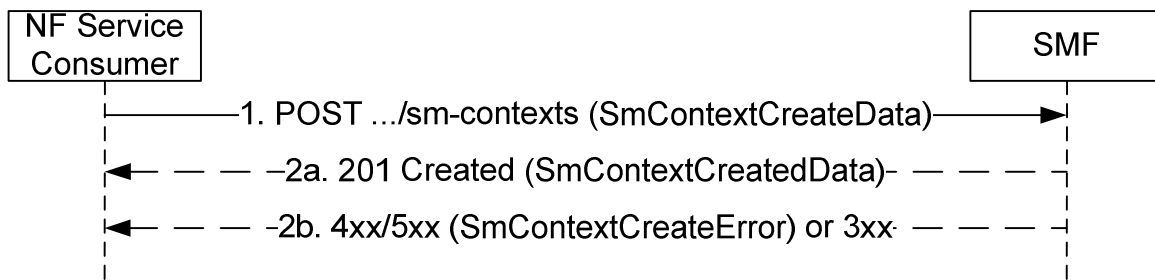 NF Service
Consumer
SMF
1. POST .../sm-contexts (SmContextCreateData)
2a. 201 Created (SmContextCreatedData)
2b. 4xx/5xx (SmContextCreateError) or 3xx